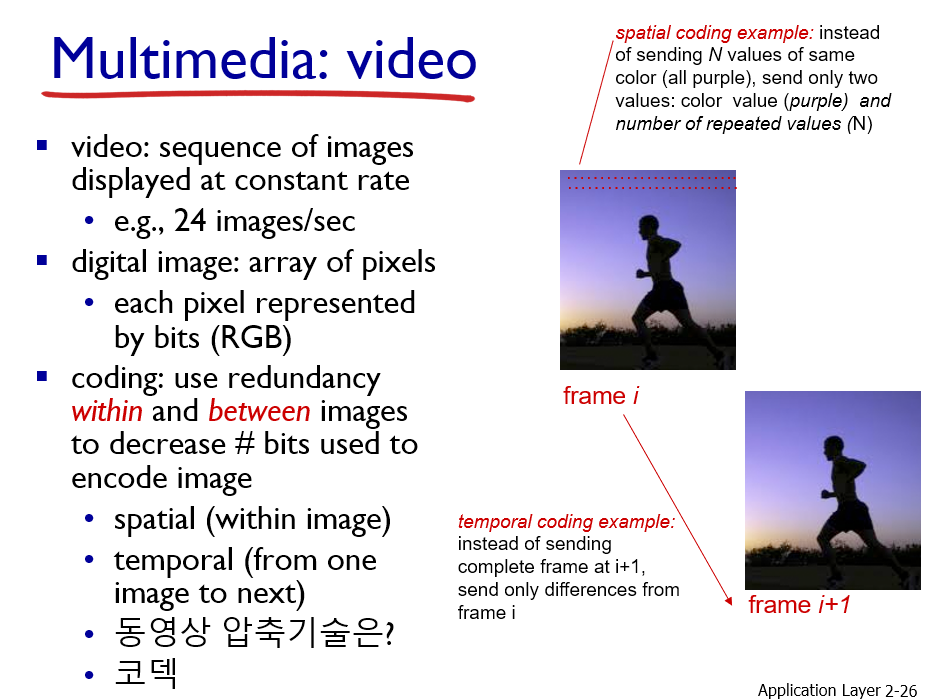 Multimedia: video
▪ video: sequence of images
displayed at constant rate
• e.g., 24 images/sec
▪ digital image: array of pixels
• each pixel represented
by bits (RGB)
▪ coding: use redundancy
within and between images
to decrease # bits used to
encode image
• spatial (within image)
• temporal (from one
image to next)
• 동영상 압축기술은?
• 코덱
spatial coding example: instead
of sending N values of same
color (all purple), send only two
values: color value (purple) and
number of repeated values (N)
frame i
temporal coding example:
instead of sending
complete frame at i+1,
send only differences from
frame i
frame i+1
Application Layer 2-26